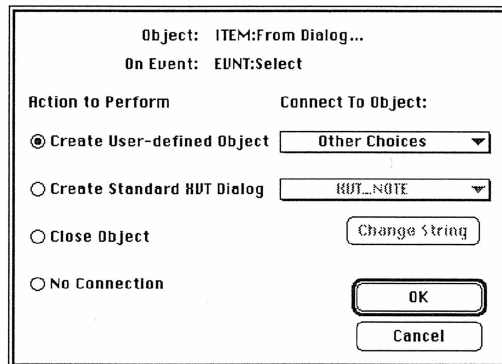 Object: ITEM:From Dialog...
On Event: EVNT:Select
Action to Perform Connect To Object:
Create User-defined Object Other Choices
Create Standard XVT Dialog XVT_NOTE
Close Object Change String
No Connection
OK
Cancel